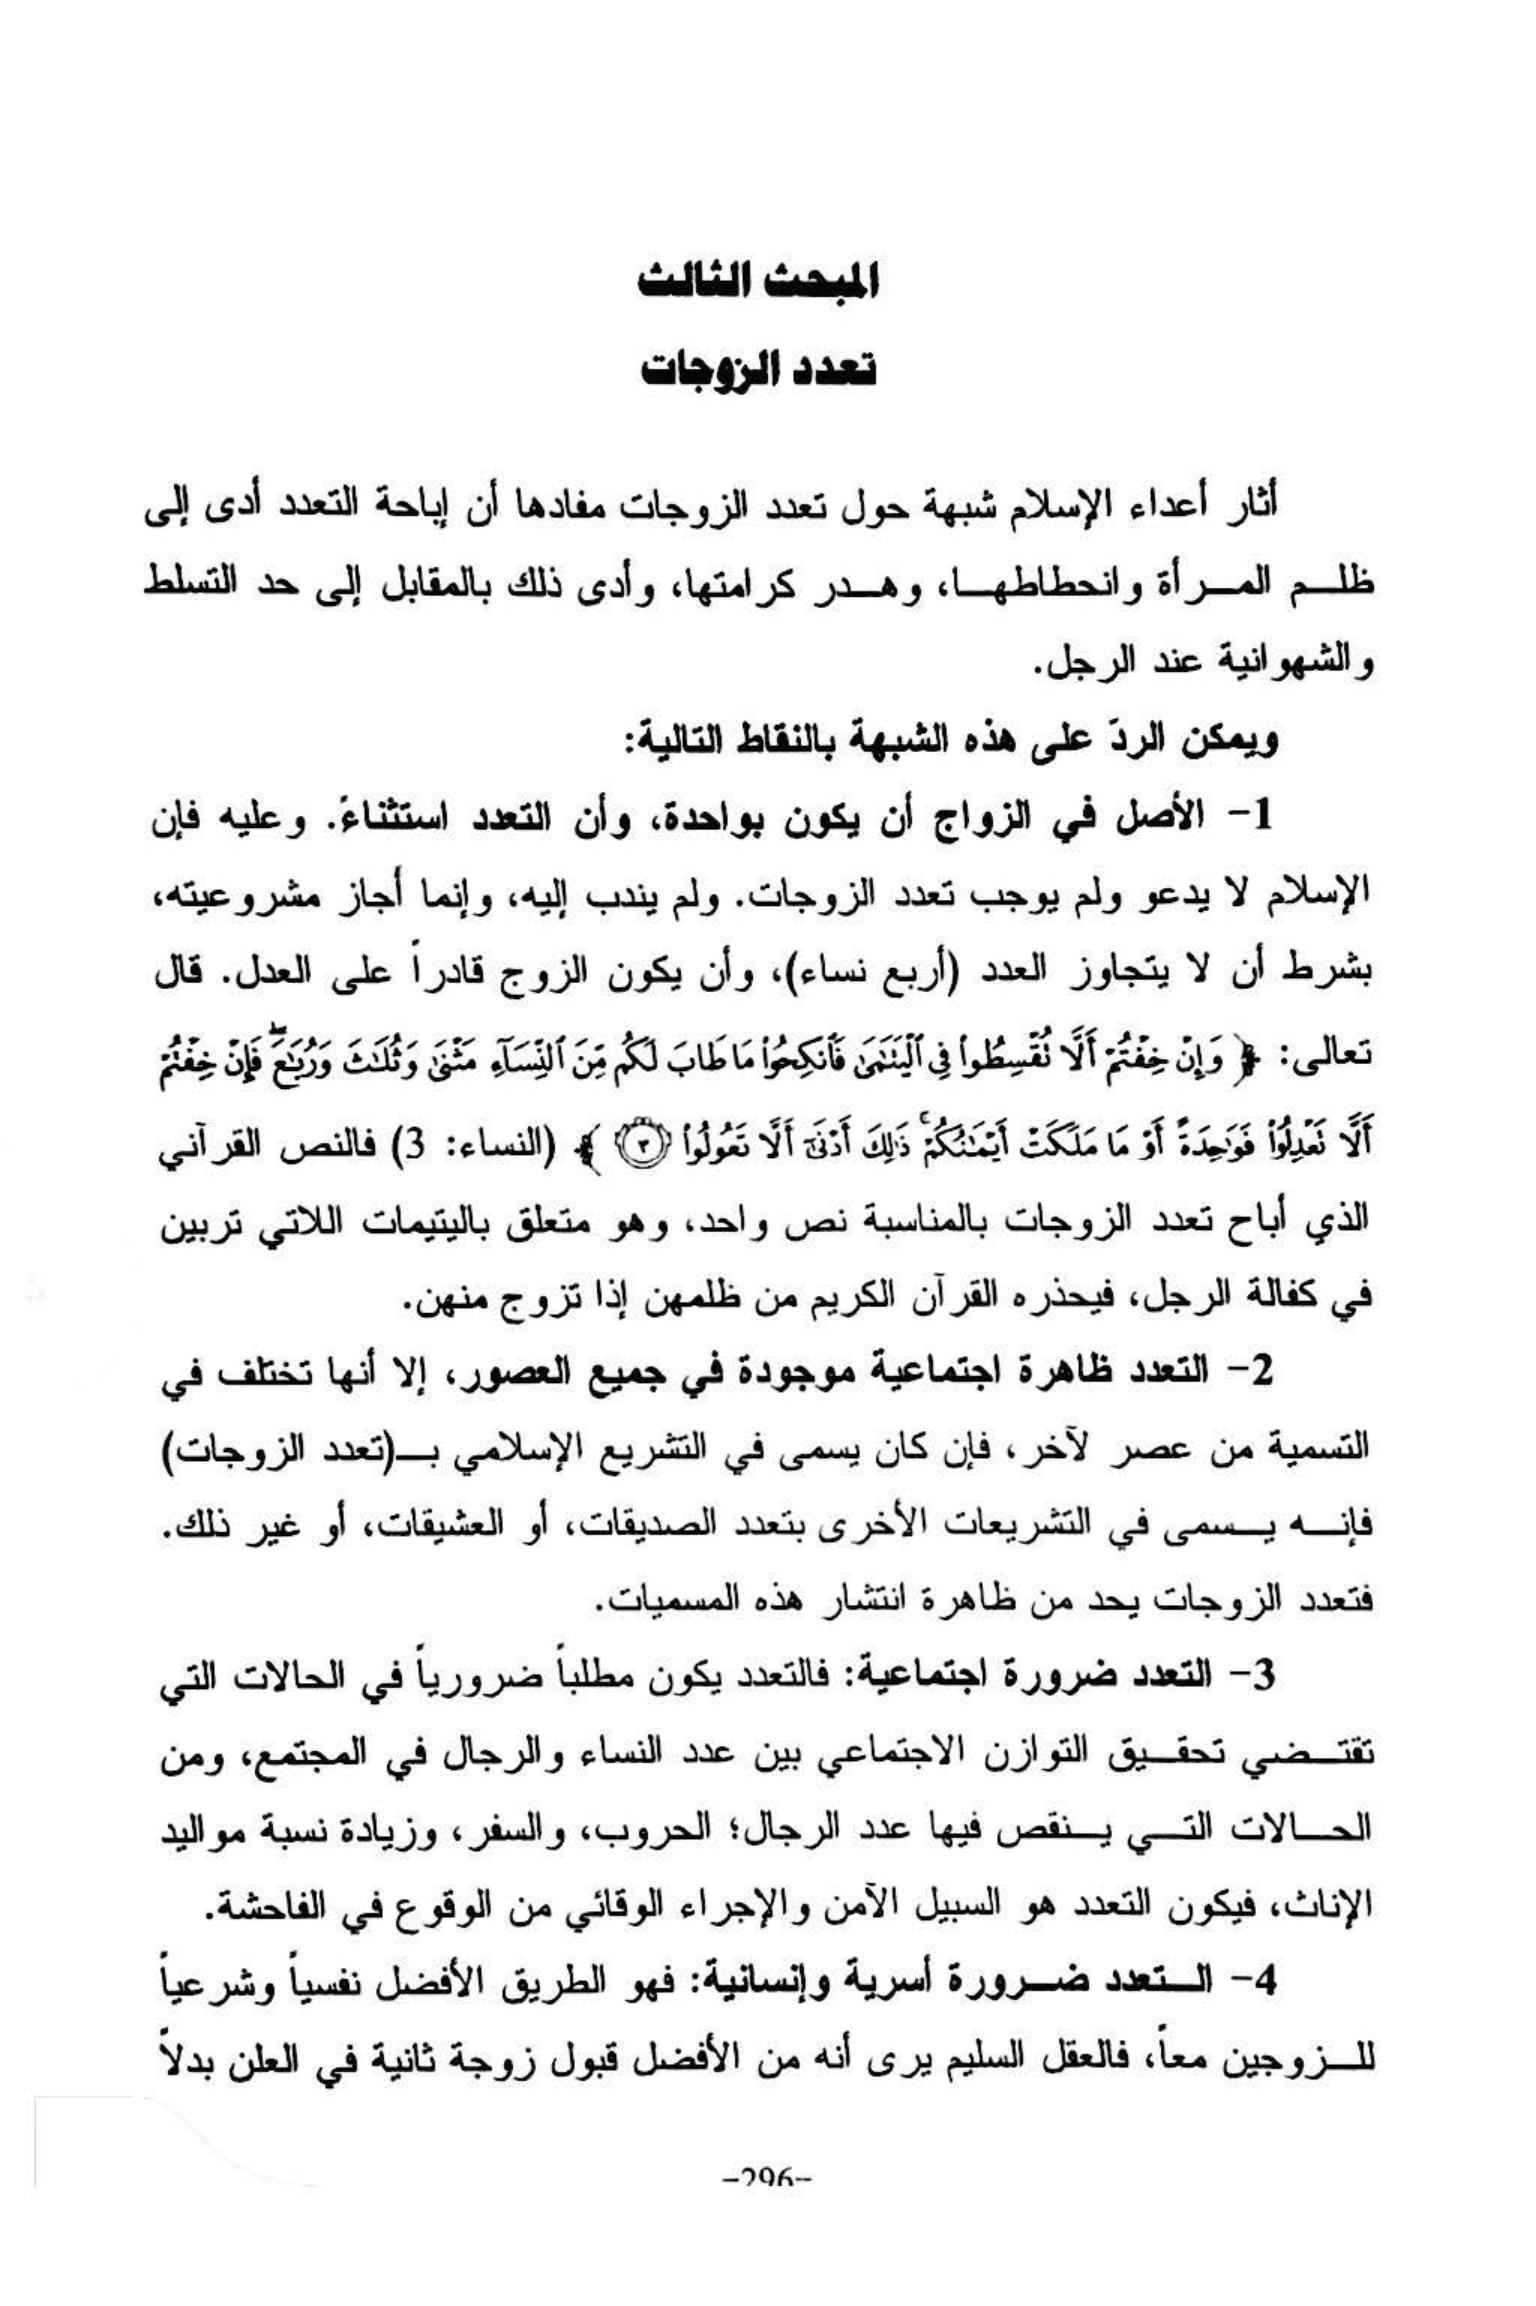 المبحث الثالث
تعدد الزوجات
أثار أعداء الإسلام شبهة حول تعدد الزوجات مفادها أن إباحة التعدد أدى إلى
ظلم المرأة وانحطاطها، وهدر كرامتها، وأدى ذلك بالمقابل إلى حد التسلط
والشهوانية عند الرجل.
ويمكن الردّ على هذه الشبهة بالنقاط التالية:
1- الأصل في الزواج أن يكون بواحدة، وأن التعدد استثناءً. وعليه فإن
الإسلام لا يدعو ولم يوجب تعدد الزوجات. ولم يندب إليه، وإنما أجاز مشروعيته،
بشرط أن لا يتجاوز العدد (أربع نساء)، وأن يكون الزوج قادراً على العدل. قال
تعالى: ﴿ وَإِنْ خِفْتُمْ أَلَّا نُقْسِطُوا۟ فِى ٱلْيَتَـٰمَىٰ فَٱنكِحُوا۟ مَا طَابَ لَكُم مِّنَ ٱلنِّسَآءِ مَثْنَىٰ وَثُلَـٰثَ وَرُبَـٰعَ ۖ فَإِنْ خِفْتُمْ
أَلَّا نَعْدِلُوا۟ فَوَٰحِدَةً أَوْ مَا مَلَكَتْ أَيْمَـٰنُكُمْ ۚ ذَٰلِكَ أَدْنَىٰٓ أَلَّا تَعُولُوا۟ ﴿٣﴾ ﴾ (النساء: 3) فالنص القرآني
الذي أباح تعدد الزوجات بالمناسبة نص واحد، وهو متعلق باليتيمات اللاتي تربين
في كفالة الرجل، فيحذره القرآن الكريم من ظلمهن إذا تزوج منهن.
2- التعدد ظاهرة اجتماعية موجودة في جميع العصور، إلا أنها تختلف في
التسمية من عصر لآخر، فإن كان يسمى في التشريع الإسلامي بـ(تعدد الزوجات)
فإنه يسمى في التشريعات الأخرى بتعدد الصديقات، أو العشيقات، أو غير ذلك.
فتعدد الزوجات يحد من ظاهرة انتشار هذه المسميات.
3- التعدد ضرورة اجتماعية: فالتعدد يكون مطلباً ضرورياً في الحالات التي
تقتضي تحقيق التوازن الاجتماعي بين عدد النساء والرجال في المجتمع، ومن
الحالات التي ينقص فيها عدد الرجال؛ الحروب، والسفر، وزيادة نسبة مواليد
الإناث، فيكون التعدد هو السبيل الآمن والإجراء الوقائي من الوقوع في الفاحشة.
4- التعدد ضرورة أسرية وإنسانية: فهو الطريق الأفضل نفسياً وشرعياً
للزوجين معاً، فالعقل السليم يرى أنه من الأفضل قبول زوجة ثانية في العلن بدلاً
-296-